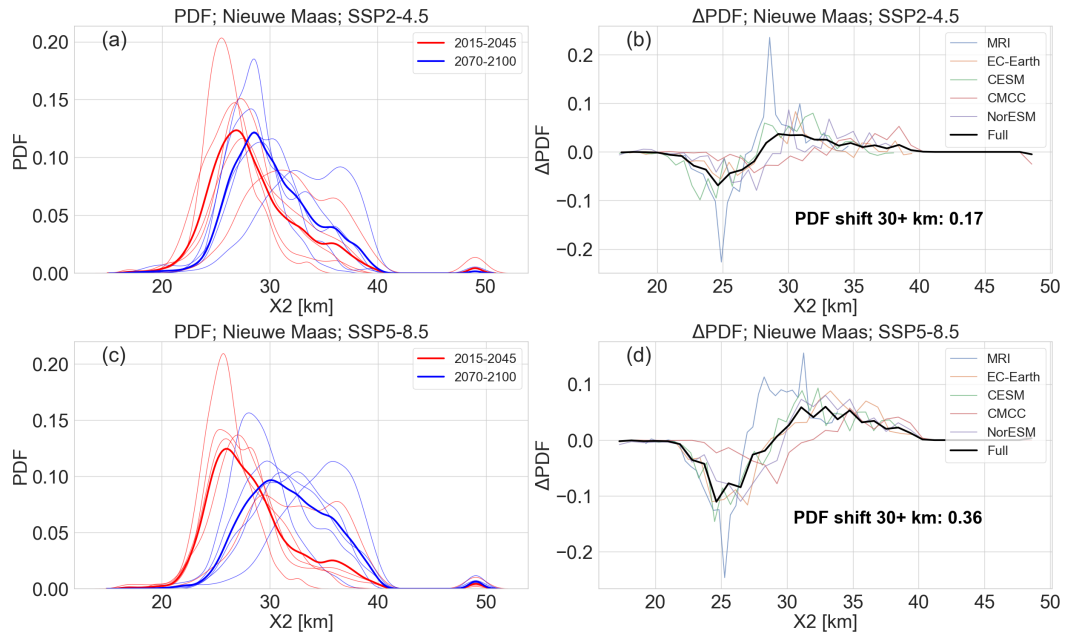 PDF; Nieuwe Maas; SSP2-4.5
(a)
2015-2045
2070-2100
PDF
0.20
0.15
0.10
0.05
0.00
20 30 40 50
X2 [km]
ΔPDF; Nieuwe Maas; SSP2-4.5
(b)
MRI
EC-Earth
CESM
CMCC
NorESM
Full
ΔPDF
0.2
0.1
0.0
−0.1
−0.2
PDF shift 30+ km: 0.17
20 25 30 35 40 45 50
X2 [km]
PDF; Nieuwe Maas; SSP5-8.5
(c)
2015-2045
2070-2100
PDF
0.20
0.15
0.10
0.05
0.00
20 30 40 50
X2 [km]
ΔPDF; Nieuwe Maas; SSP5-8.5
(d)
MRI
EC-Earth
CESM
CMCC
NorESM
Full
ΔPDF
0.1
0.0
−0.1
−0.2
PDF shift 30+ km: 0.36
20 25 30 35 40 45 50
X2 [km]